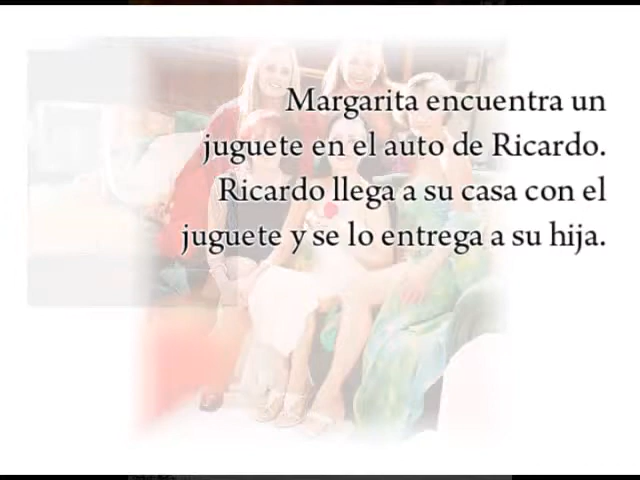 Margarita encuentra un
juguete en el auto de Ricardo.
Ricardo llega a su casa con el
juguete y se lo entrega a su hija.